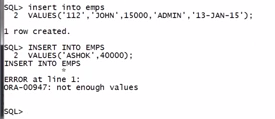 SQL> insert into emps
2 VALUES('112','JOHN',15000,'ADMIN','13-JAN-15');
1 row created.
SQL> INSERT INTO EMPS
2 VALUES('ASHOK',40000);
INSERT INTO EMPS
*
ERROR at line 1:
ORA-00947: not enough values
SQL>